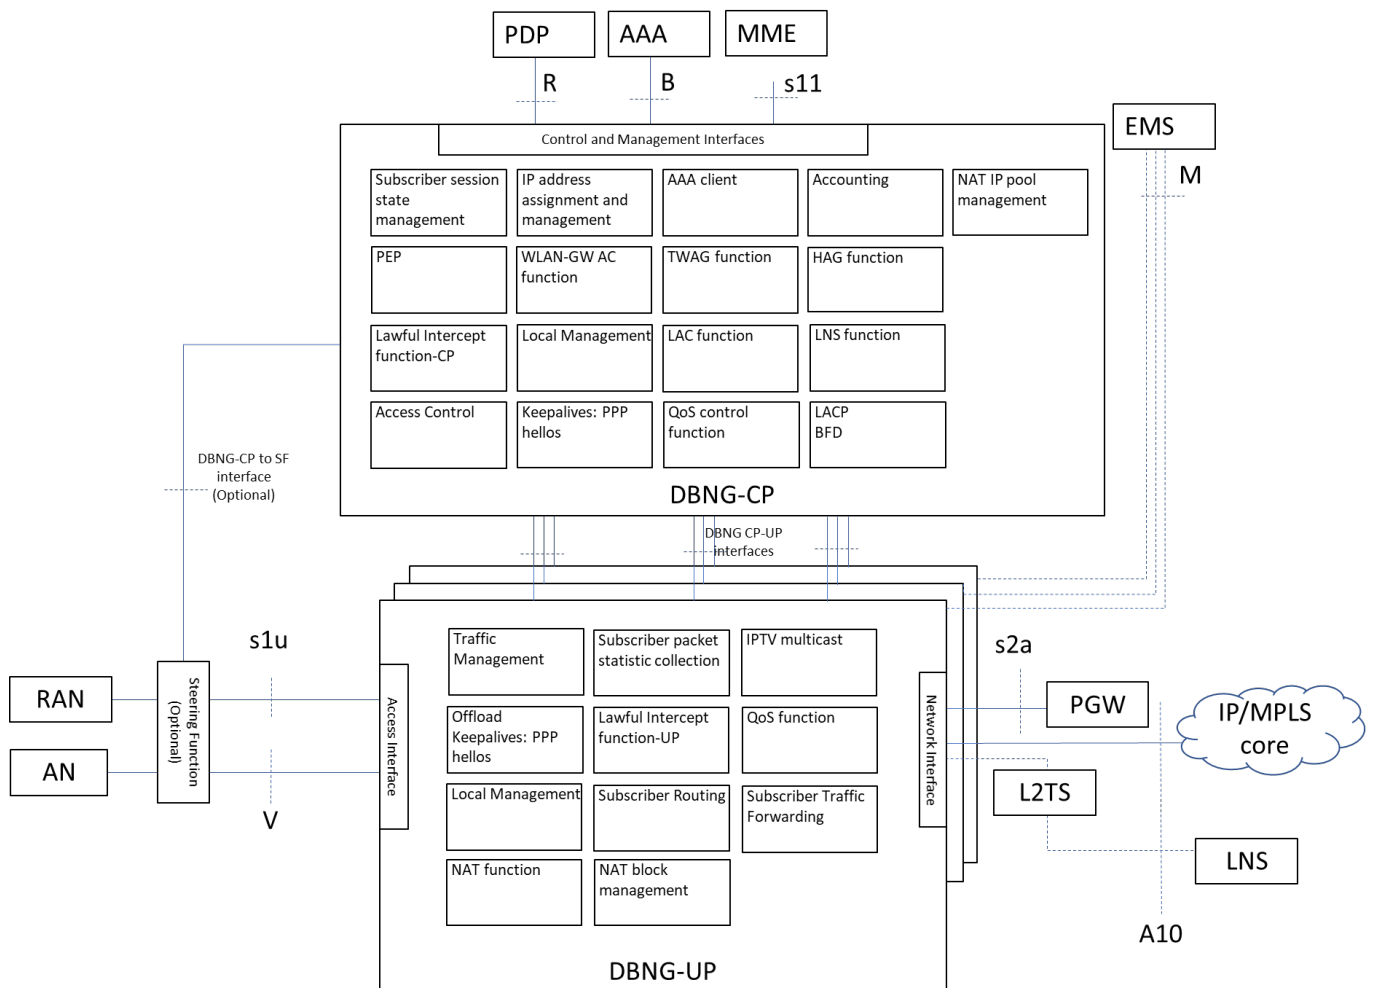 PDP
AAA
MME
R
B
s11
EMS
M
Control and Management Interfaces
Subscriber session
state
management
IP address
assignment and
management
AAA client
Accounting
NAT IP pool
management
PEP
WLAN-GW AC
function
TWAG function
HAG function
Lawful Intercept
function-CP
Local Management
LAC function
LNS function
Access Control
Keepalives: PPP
hellos
QoS control
function
LACP
BFD
DBNG-CP
DBNG-CP to SF
interface
(Optional)
DBNG CP-UP
interfaces
s1u
RAN
AN
Steering Function
(Optional)
V
Access Interface
Traffic
Management
Subscriber packet
statistic collection
IPTV multicast
Offload
Keepalives: PPP
hellos
Lawful Intercept
function-UP
QoS function
Local Management
Subscriber Routing
Subscriber Traffic
Forwarding
NAT function
NAT block
management
DBNG-UP
Network Interface
s2a
PGW
IP/MPLS
core
L2TS
LNS
A10